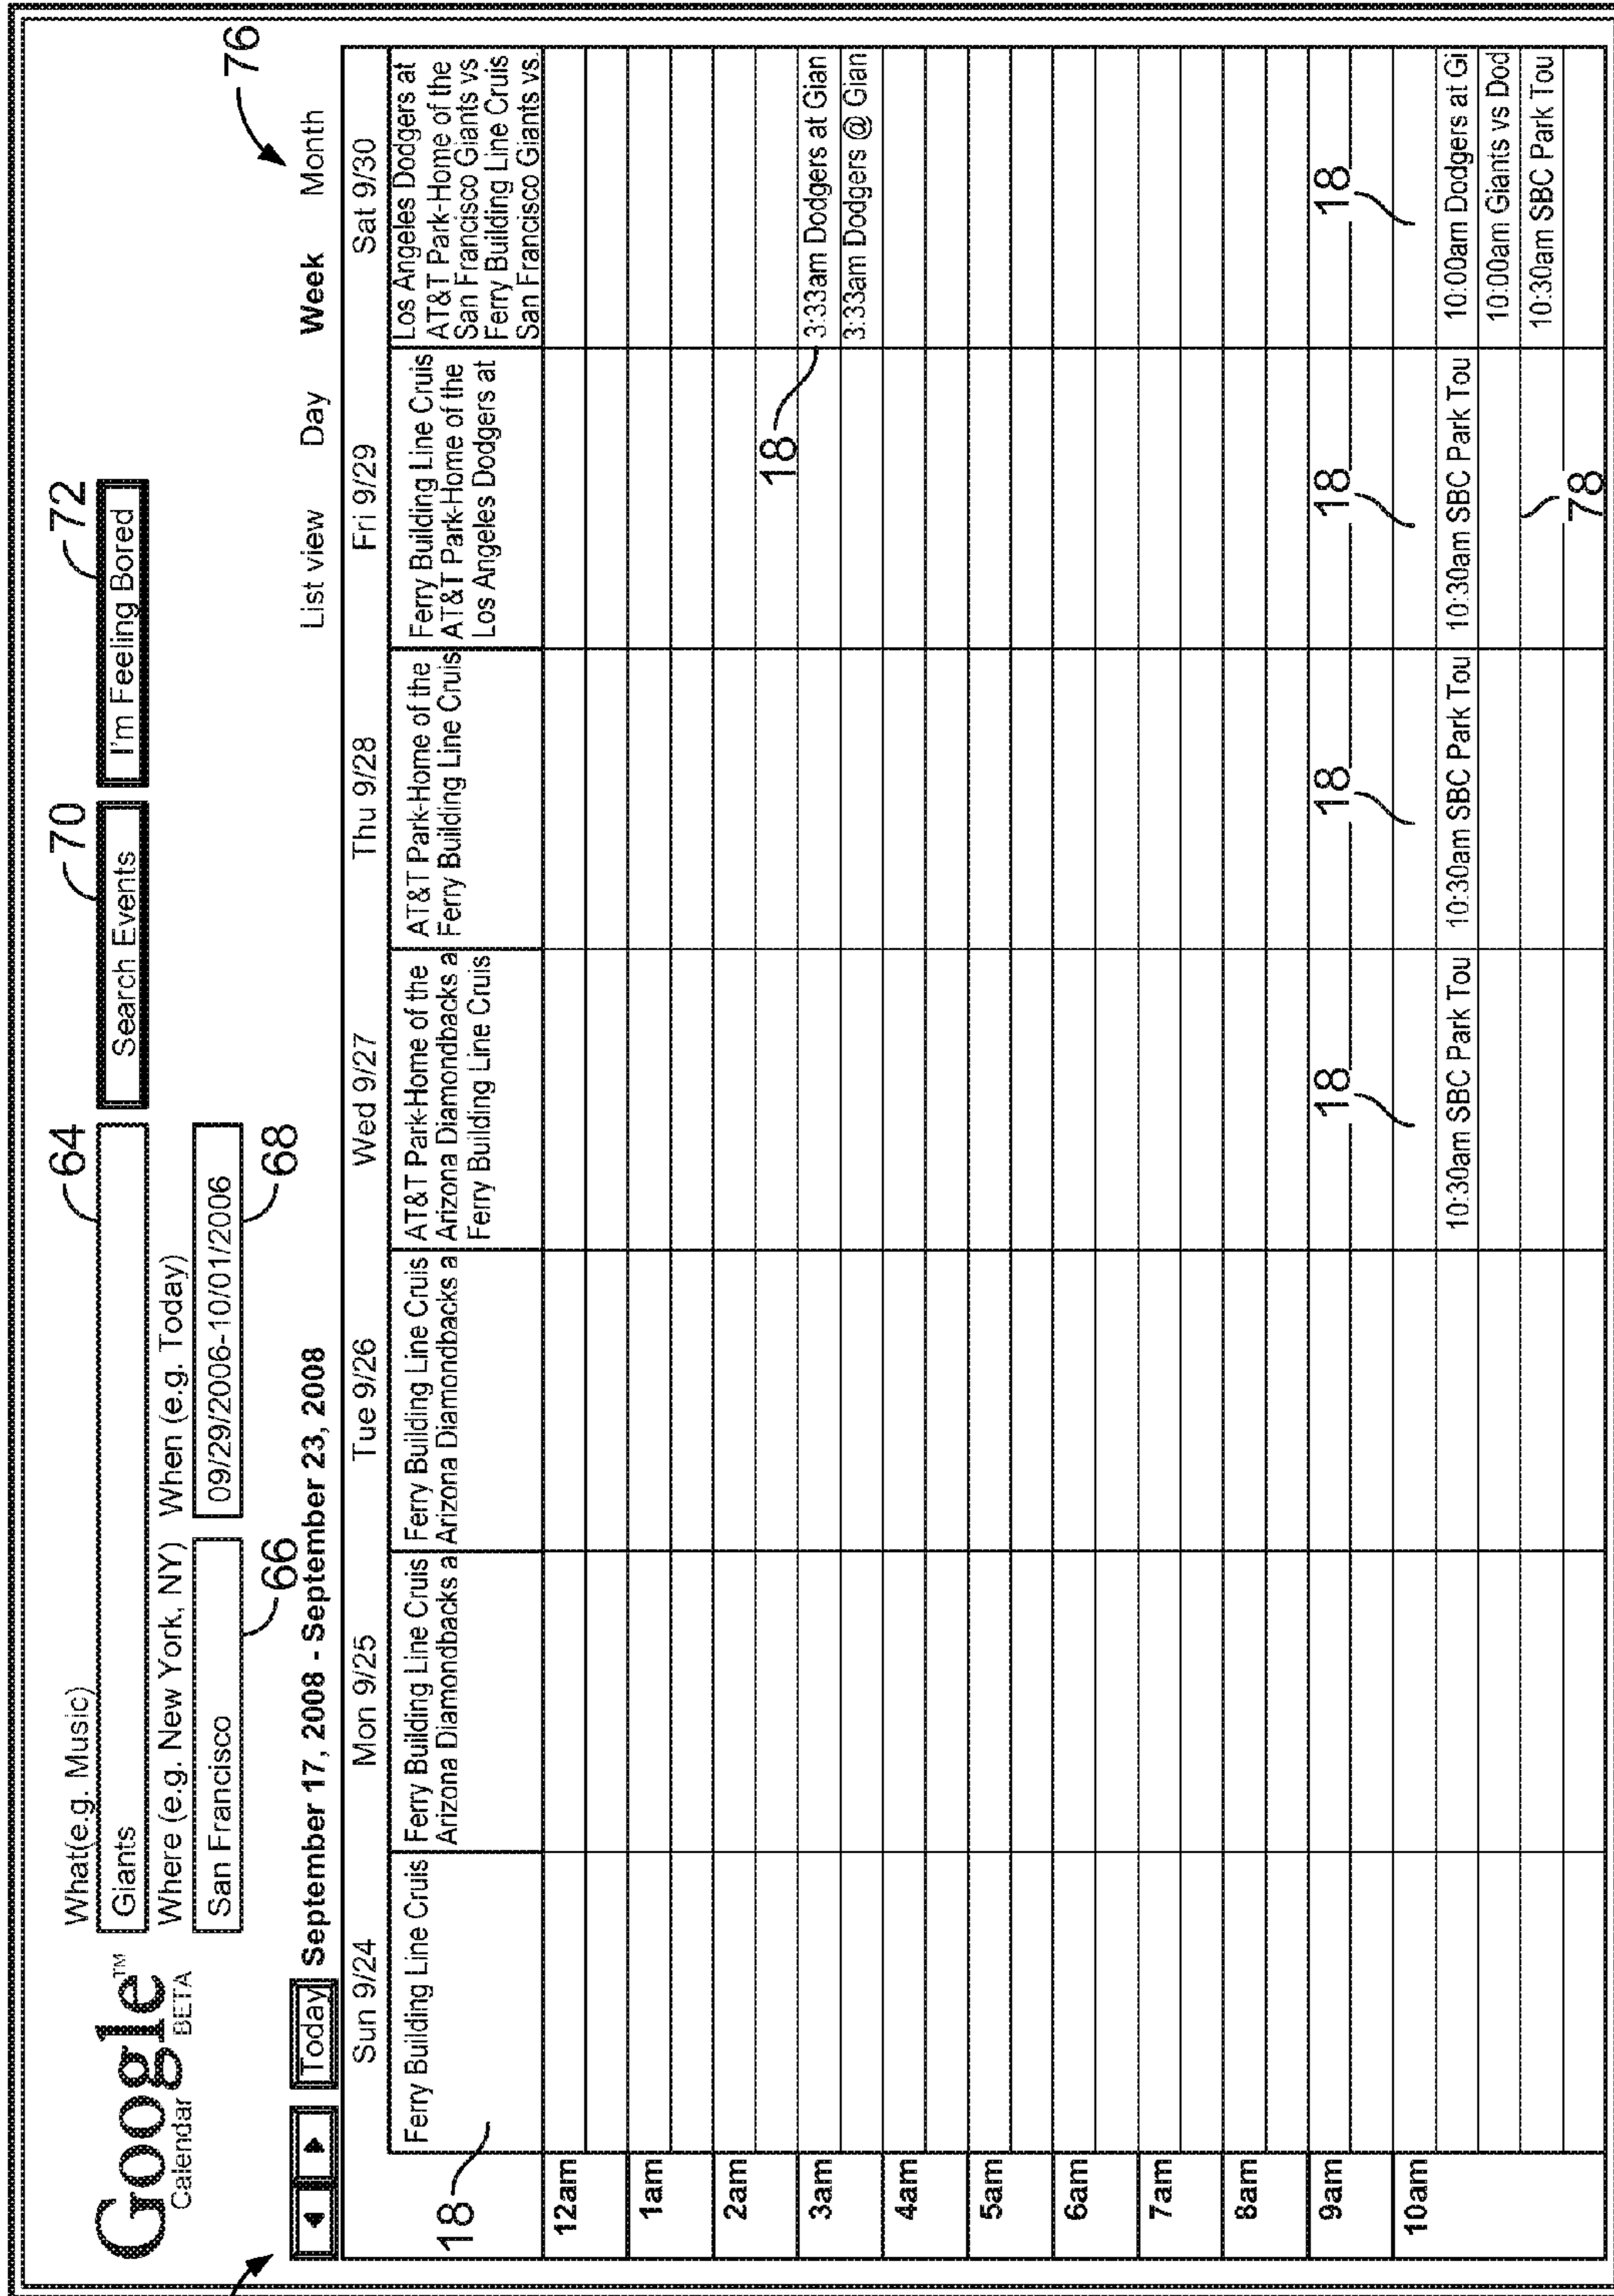 What(e.g. Music)
64
70
72
Google™
Calendar BETA
Giants
Search Events
I'm Feeling Bored
Where (e.g. New York, NY)
When (e.g. Today)
San Francisco
09/29/2006-10/01/2006
66
68
76
Today
September 17, 2008 - September 23, 2008
List view Day Week Month
Sun 9/24 Mon 9/25 Tue 9/26 Wed 9/27 Thu 9/28 Fri 9/29 Sat 9/30
18
Ferry Building Line Cruis
Ferry Building Line Cruis
Arizona Diamondbacks a
Ferry Building Line Cruis
Arizona Diamondbacks a
AT&T Park-Home of the
Arizona Diamondbacks a
Ferry Building Line Cruis
AT&T Park-Home of the
Ferry Building Line Cruis
Ferry Building Line Cruis
AT&T Park-Home of the
Los Angeles Dodgers at
Los Angeles Dodgers at
AT&T Park-Home of the
San Francisco Giants vs
Ferry Building Line Cruis
San Francisco Giants vs.
12am
1am
2am
18
3am
3:33am Dodgers at Gian
3:33am Dodgers @ Gian
4am
5am
6am
7am
8am
9am
18
18
18
18
10am
10:30am SBC Park Tou
10:30am SBC Park Tou
10:30am SBC Park Tou
10:00am Dodgers at Gi
10:00am Giants vs Dod
10:30am SBC Park Tou
78